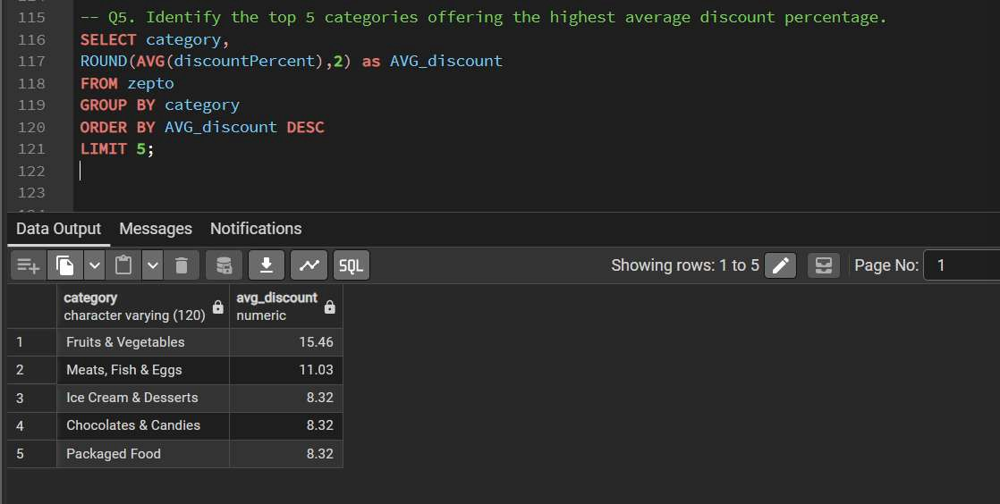 115 -- Q5. Identify the top 5 categories offering the highest average discount percentage.
116 SELECT category,
117 ROUND(AVG(discountPercent),2) as AVG_discount
118 FROM zepto
119 GROUP BY category
120 ORDER BY AVG_discount DESC
121 LIMIT 5;
122
123
Data Output Messages Notifications
SQL Showing rows: 1 to 5 Page No: 1
category avg_discount
character varying (120) numeric
1 Fruits & Vegetables 15.46
2 Meats, Fish & Eggs 11.03
3 Ice Cream & Desserts 8.32
4 Chocolates & Candies 8.32
5 Packaged Food 8.32